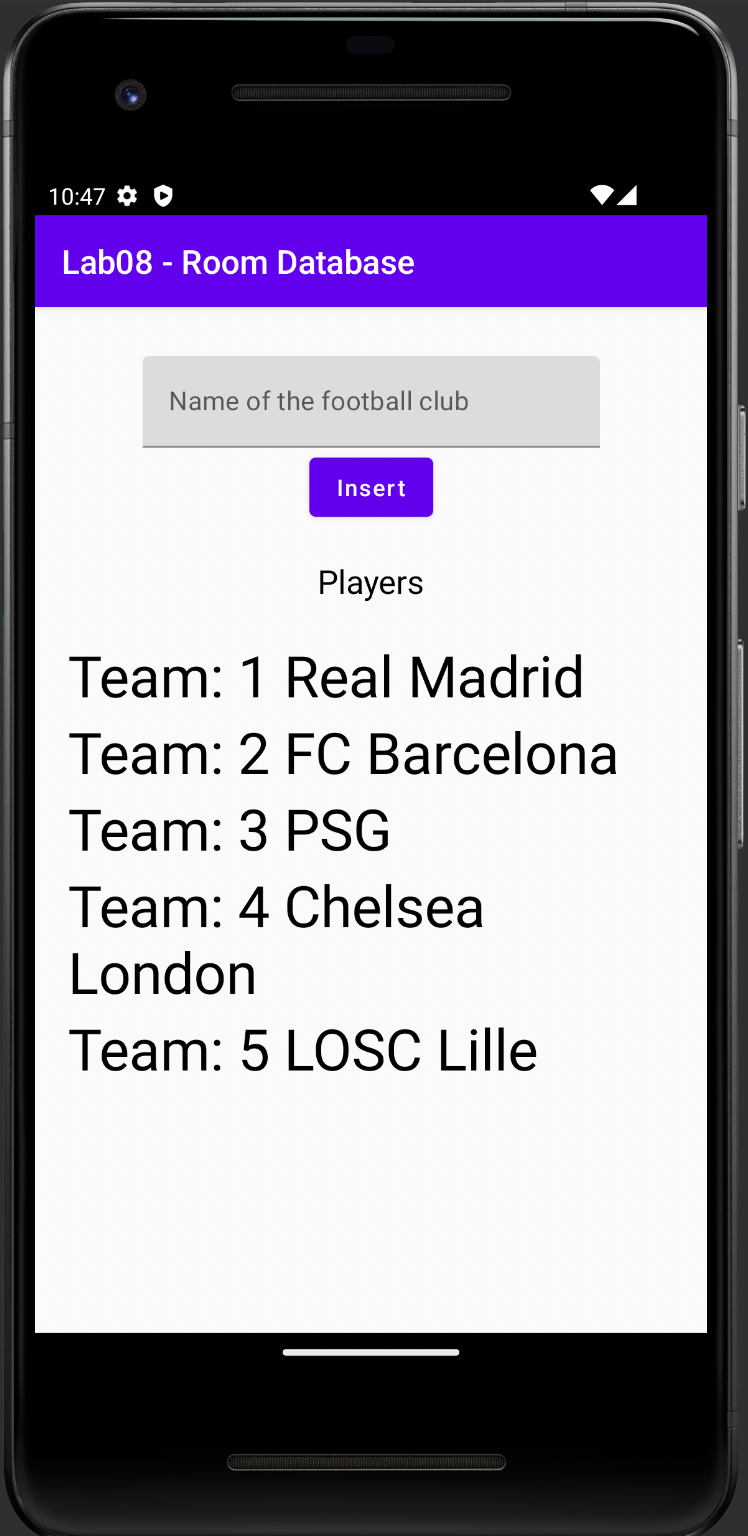 10:47
Lab08 - Room Database
Name of the football club
Insert
Players
Team: 1 Real Madrid
Team: 2 FC Barcelona
Team: 3 PSG
Team: 4 Chelsea
London
Team: 5 LOSC Lille